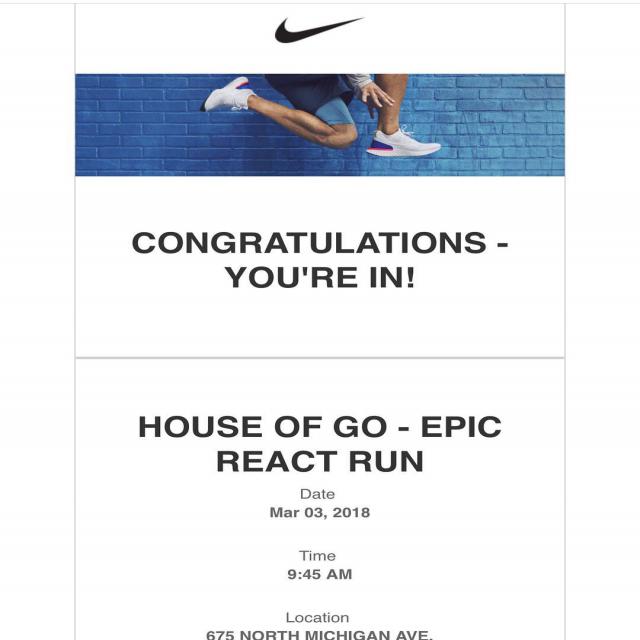 CONGRATULATIONS -
YOU'RE IN!
HOUSE OF GO - EPIC
REACT RUN
Date
Mar 03, 2018
Time
9:45 AM
Location
675 NORTH MICHIGAN AVE.